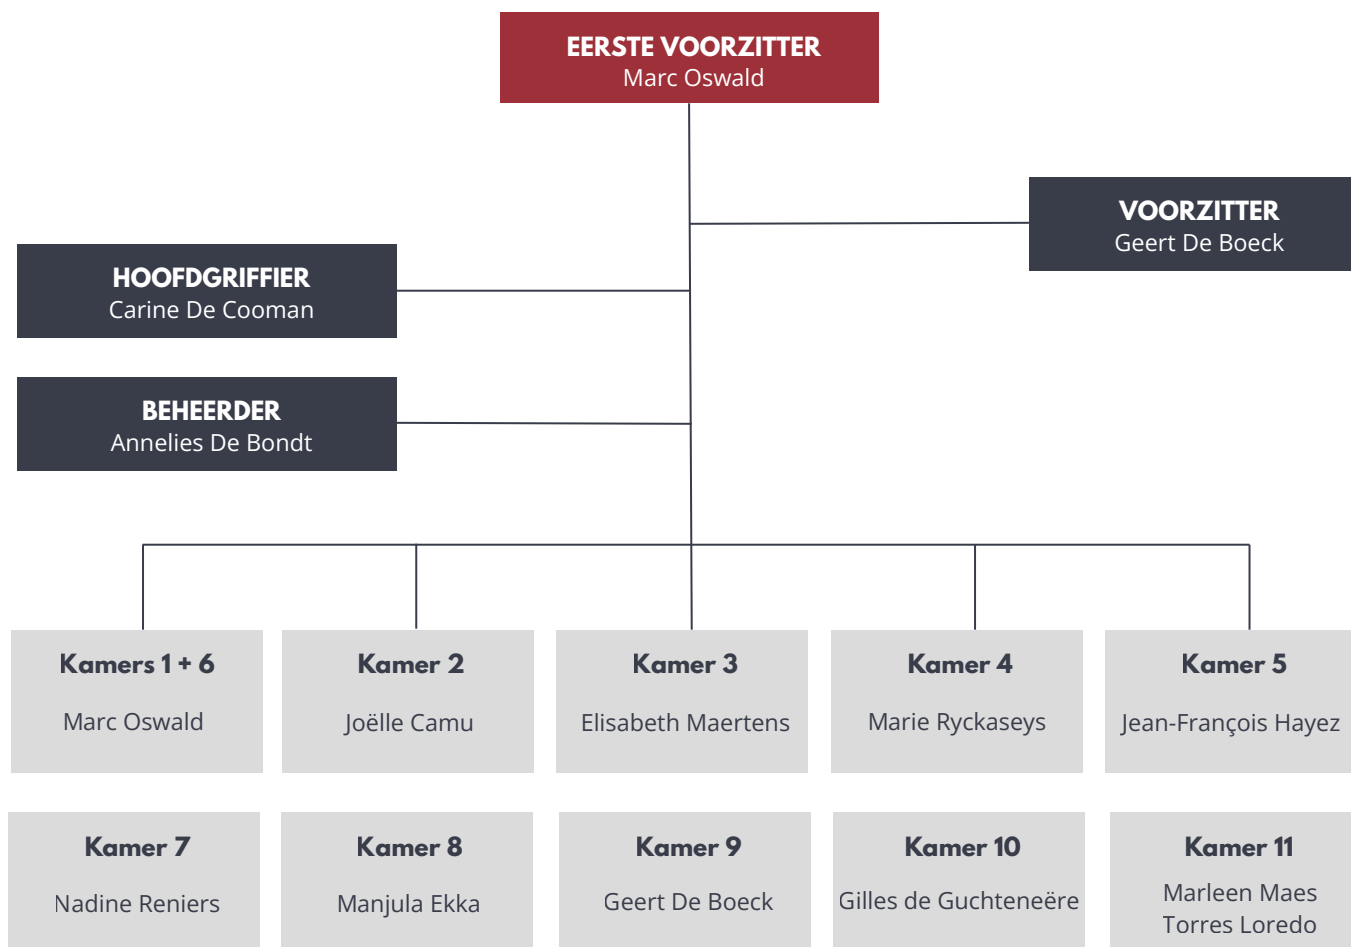 EERSTE VOORZITTER
Marc Oswald
VOORZITTER
Geert De Boeck
HOOFDGRIFFIER
Carine De Cooman
BEHEERDER
Annelies De Bondt
Kamers 1 + 6
Marc Oswald
Kamer 2
Joëlle Camu
Kamer 3
Elisabeth Maertens
Kamer 4
Marie Ryckaseys
Kamer 5
Jean-François Hayez
Kamer 7
Nadine Reniers
Kamer 8
Manjula Ekka
Kamer 9
Geert De Boeck
Kamer 10
Gilles de Guchteneëre
Kamer 11
Marleen Maes
Torres Loredo